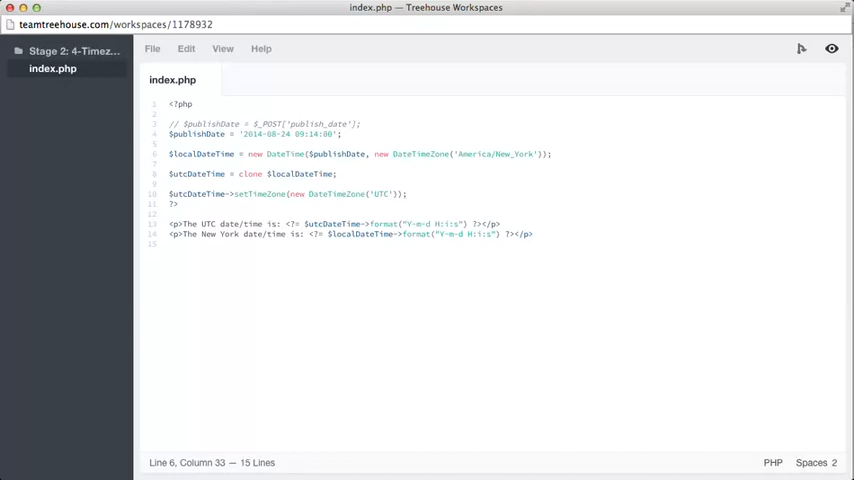 index.php — Treehouse Workspaces
teamtreehouse.com/workspaces/1178932
Stage 2: 4-Timez...
index.php
File Edit View Help
index.php
1 <?php
2
3 // $publishDate = $_POST['publish_date'];
4 $publishDate = '2014-08-24 09:14:00';
5
6 $localDateTime = new DateTime($publishDate, new DateTimeZone('America/New_York'));
7
8 $utcDateTime = clone $localDateTime;
9
10 $utcDateTime->setTimeZone(new DateTimeZone('UTC'));
11 ?>
12
13 <p>The UTC date/time is: <?= $utcDateTime->format("Y-m-d H:i:s") ?></p>
14 <p>The New York date/time is: <?= $localDateTime->format("Y-m-d H:i:s") ?></p>
15
Line 6, Column 33 — 15 Lines PHP Spaces 2